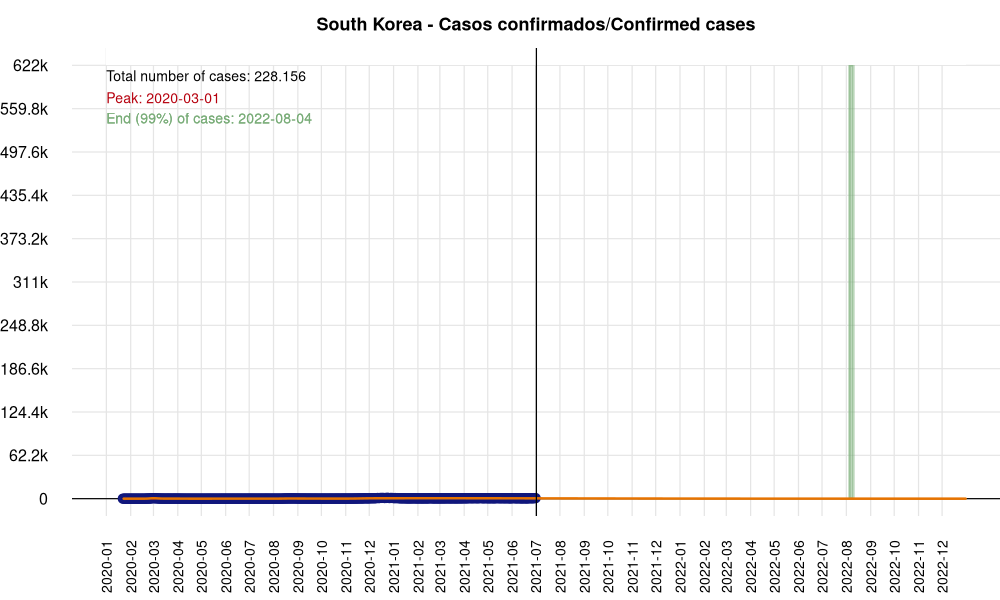 South Korea - Casos confirmados/Confirmed cases
Total number of cases: 228.156
Peak: 2020-03-01
End (99%) of cases: 2022-08-04
622k
559.8k
497.6k
435.4k
373.2k
311k
248.8k
186.6k
124.4k
62.2k
0
2020-01
2020-02
2020-03
2020-04
2020-05
2020-06
2020-07
2020-08
2020-09
2020-10
2020-11
2020-12
2021-01
2021-02
2021-03
2021-04
2021-05
2021-06
2021-07
2021-08
2021-09
2021-10
2021-11
2021-12
2022-01
2022-02
2022-03
2022-04
2022-05
2022-06
2022-07
2022-08
2022-09
2022-10
2022-11
2022-12